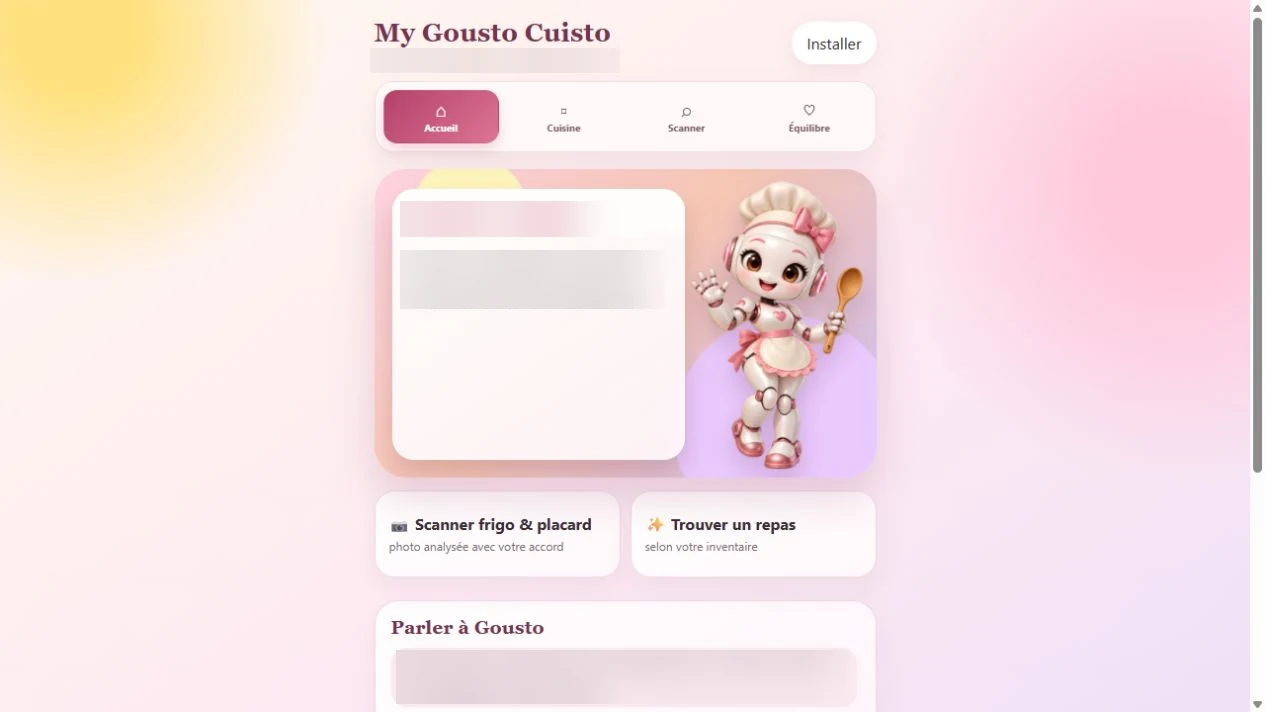 My Gousto Cuisto
Installer
Accueil
Cuisine
Scanner
Équilibre
Scanner frigo & placard
photo analysée avec votre accord
Trouver un repas
selon votre inventaire
Parler à Gousto